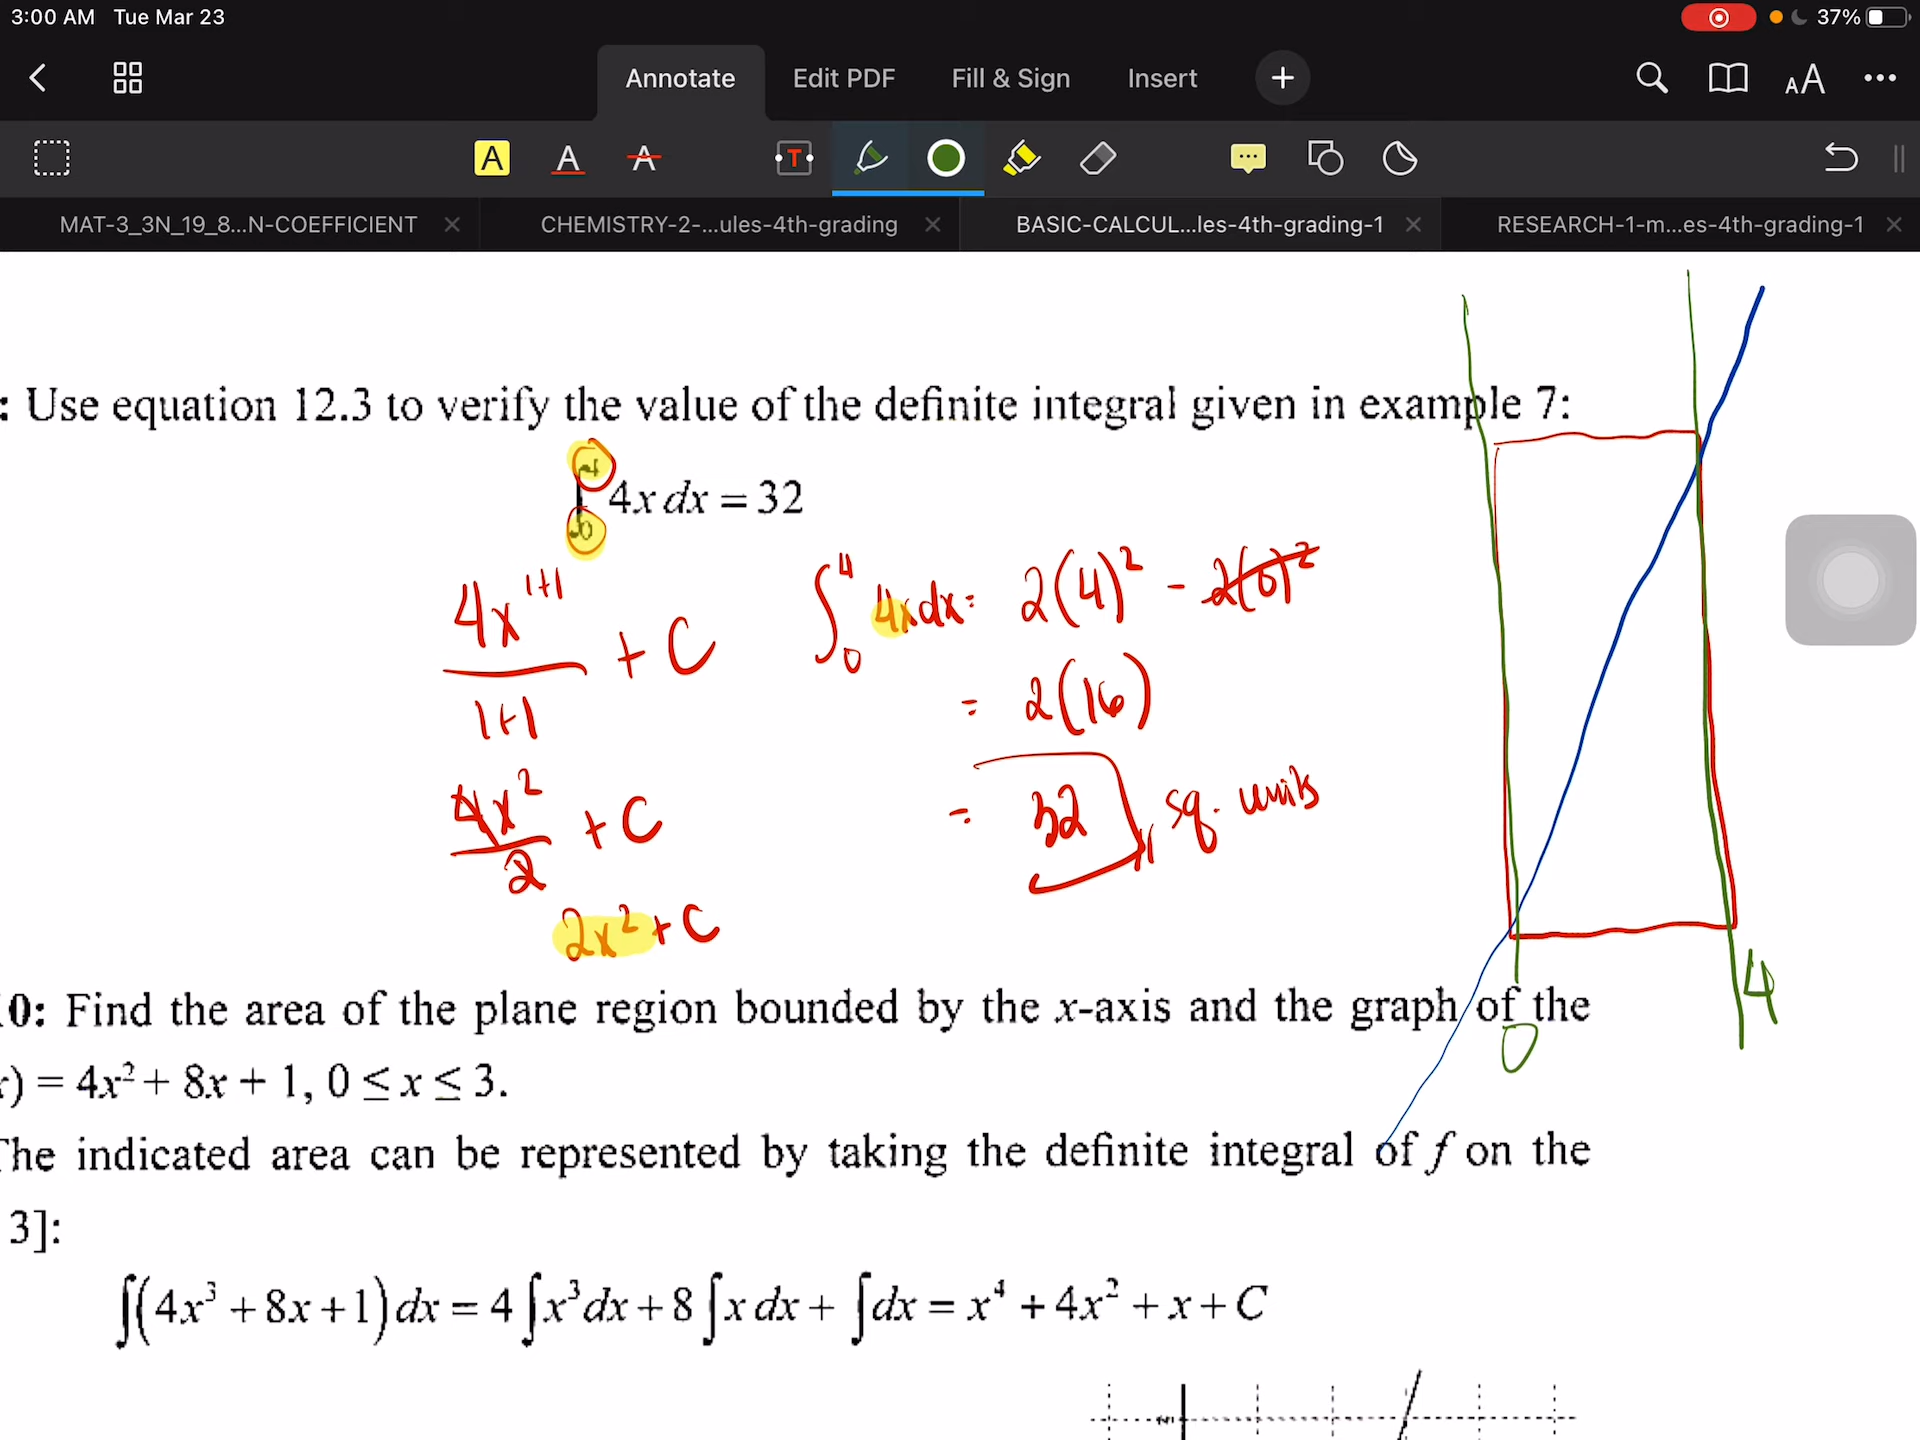 3:00 AM Tue Mar 23
37%
Annotate Edit PDF Fill & Sign Insert +
AA
A A A T
MAT-3_3N_19_8...N-COEFFICIENT × CHEMISTRY-2-...ules-4th-grading × BASIC-CALCUL...les-4th-grading-1 × RESEARCH-1-m...es-4th-grading-1 ×
: Use equation 12.3 to verify the value of the definite integral given in example 7:
∫₀⁴ 4x dx = 32
4x¹⁺¹/1+1 + C
∫₀⁴ 4x dx = 2(4)² - 2(0)²
= 2(16)
4x²/2 + C
= 32 sq. units
2x² + C
4
0
0: Find the area of the plane region bounded by the x-axis and the graph of the
) = 4x² + 8x + 1, 0 ≤ x ≤ 3.
The indicated area can be represented by taking the definite integral of f on the
3]:
∫(4x³ + 8x + 1) dx = 4∫x³dx + 8∫x dx + ∫dx = x⁴ + 4x² + x + C